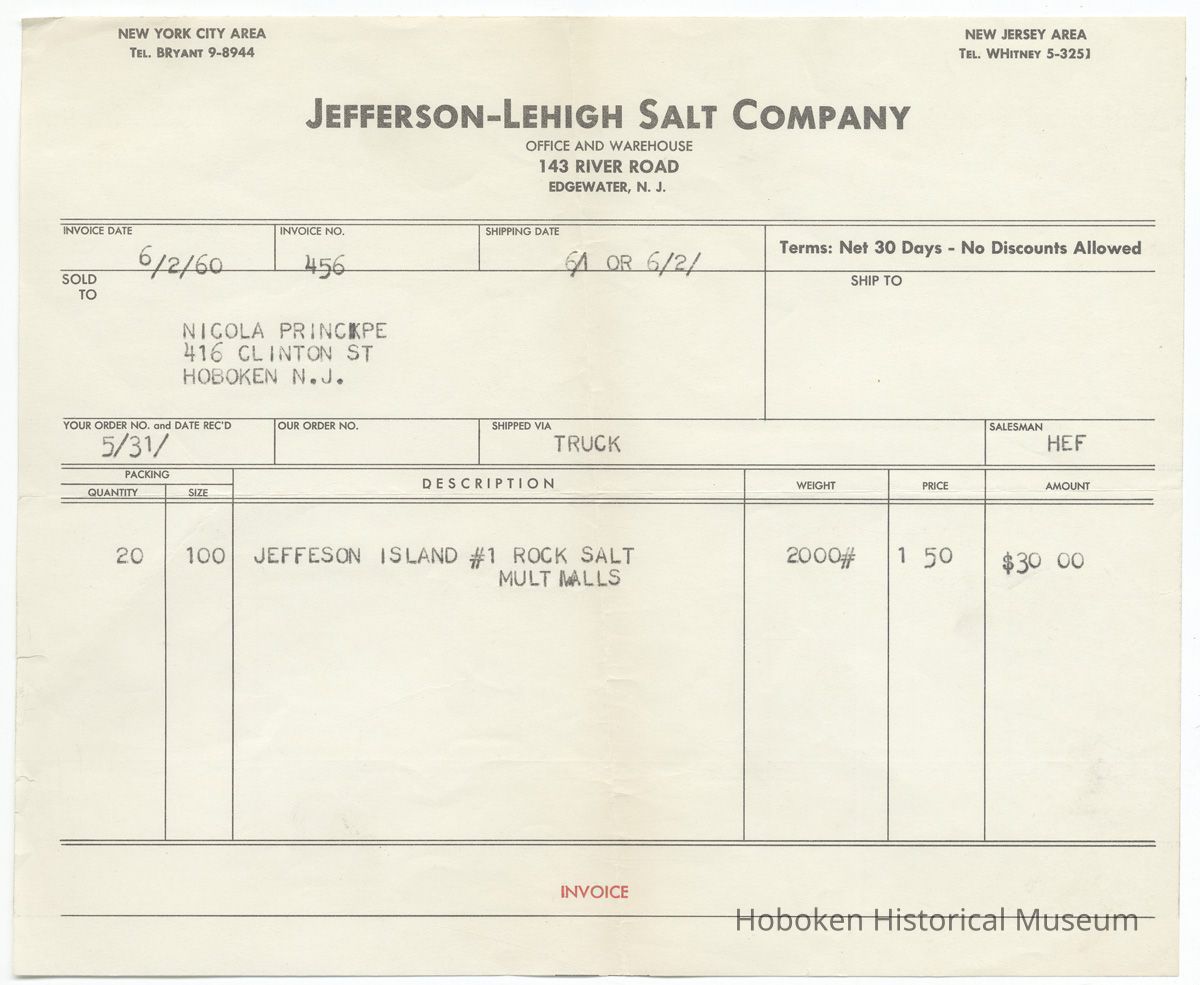 NEW YORK CITY AREA
TEL. BRYANT 9-8944
NEW JERSEY AREA
TEL. WHITNEY 5-3251
JEFFERSON-LEHIGH SALT COMPANY
OFFICE AND WAREHOUSE
143 RIVER ROAD
EDGEWATER, N. J.
INVOICE DATE
6/2/60
INVOICE NO.
456
SHIPPING DATE
6/1 OR 6/2/
Terms: Net 30 Days - No Discounts Allowed
SOLD
TO
NICOLA PRINCIPE
416 CLINTON ST
HOBOKEN N.J.
SHIP TO
YOUR ORDER NO. and DATE REC'D
5/31/
OUR ORDER NO.
SHIPPED VIA
TRUCK
SALESMAN
HEF
PACKING
QUANTITY SIZE DESCRIPTION WEIGHT PRICE AMOUNT
20 100 JEFFESON ISLAND #1 ROCK SALT 2000# 1 50 $30 00
MULT WALLS
INVOICE
Hoboken Historical Museum